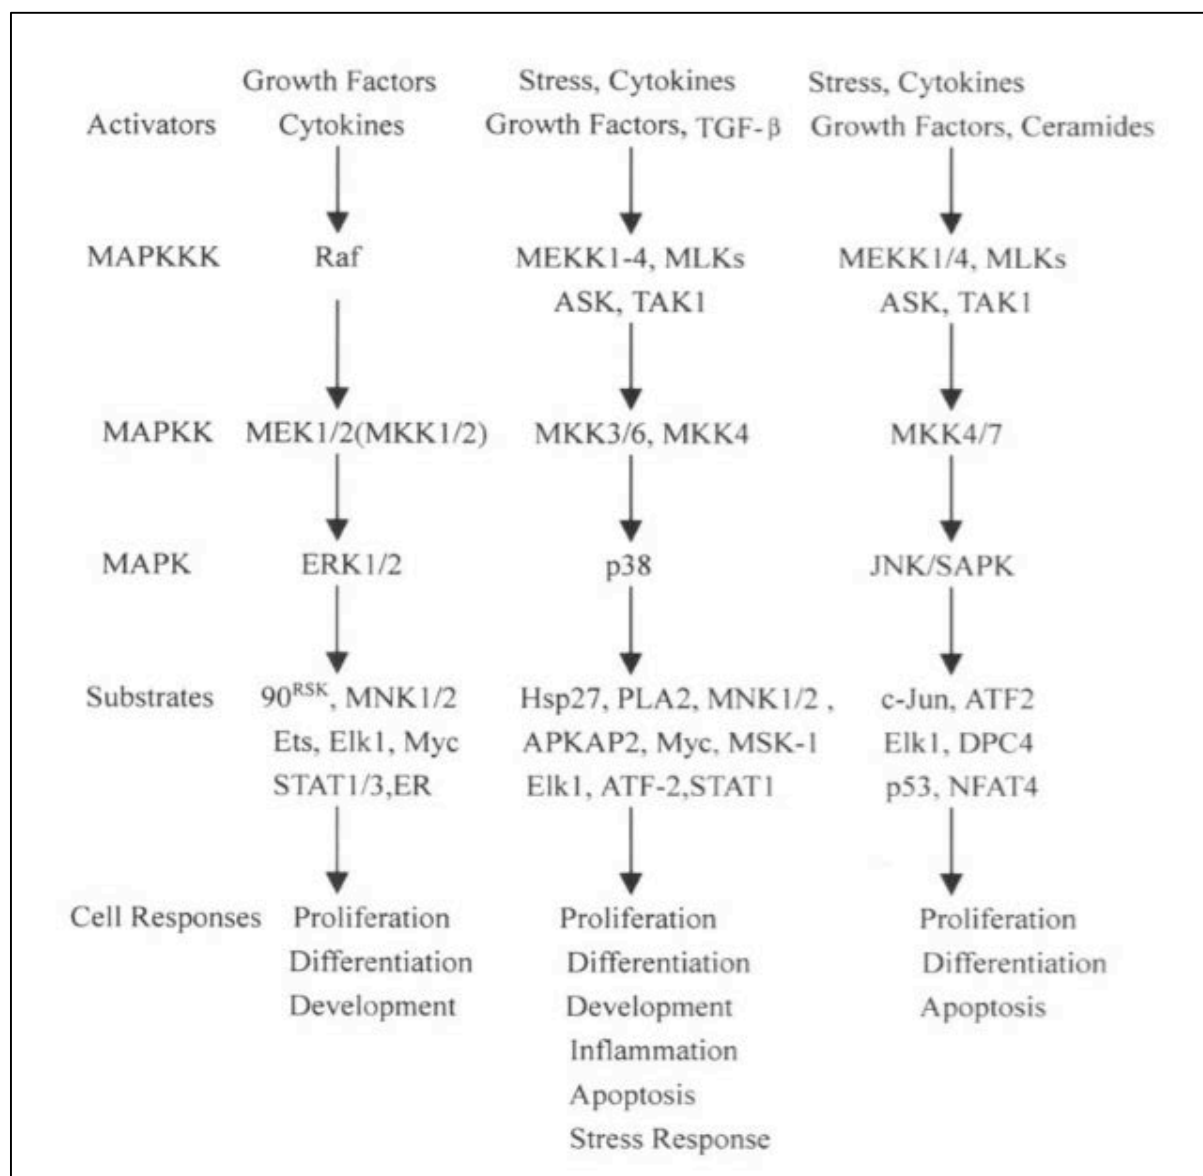 Growth Factors Stress, Cytokines Stress, Cytokines
Activators Cytokines Growth Factors, TGF-β Growth Factors, Ceramides
MAPKKK Raf MEKK1-4, MLKs MEKK1/4, MLKs
ASK, TAK1 ASK, TAK1
MAPKK MEK1/2(MKK1/2) MKK3/6, MKK4 MKK4/7
MAPK ERK1/2 p38 JNK/SAPK
Substrates 90ᴿˢᴷ, MNK1/2 Hsp27, PLA2, MNK1/2 , c-Jun, ATF2
Ets, Elk1, Myc APKAP2, Myc, MSK-1 Elk1, DPC4
STAT1/3,ER Elk1, ATF-2,STAT1 p53, NFAT4
Cell Responses Proliferation Proliferation Proliferation
Differentiation Differentiation Differentiation
Development Development Apoptosis
Inflammation
Apoptosis
Stress Response